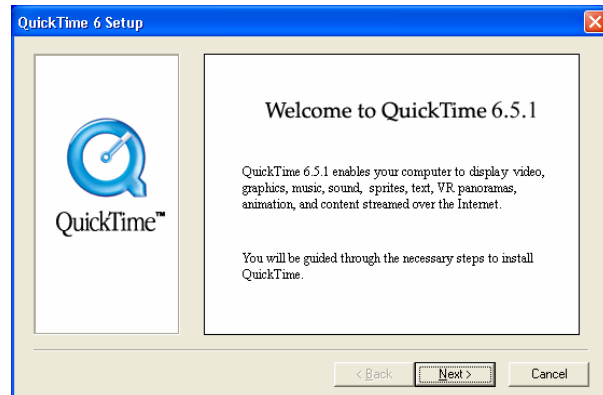 QuickTime 6 Setup
Welcome to QuickTime 6.5.1
QuickTime 6.5.1 enables your computer to display video,
graphics, music, sound, sprites, text, VR panoramas,
animation, and content streamed over the Internet.
You will be guided through the necessary steps to install
QuickTime.
QuickTime™
< Back
Next >
Cancel